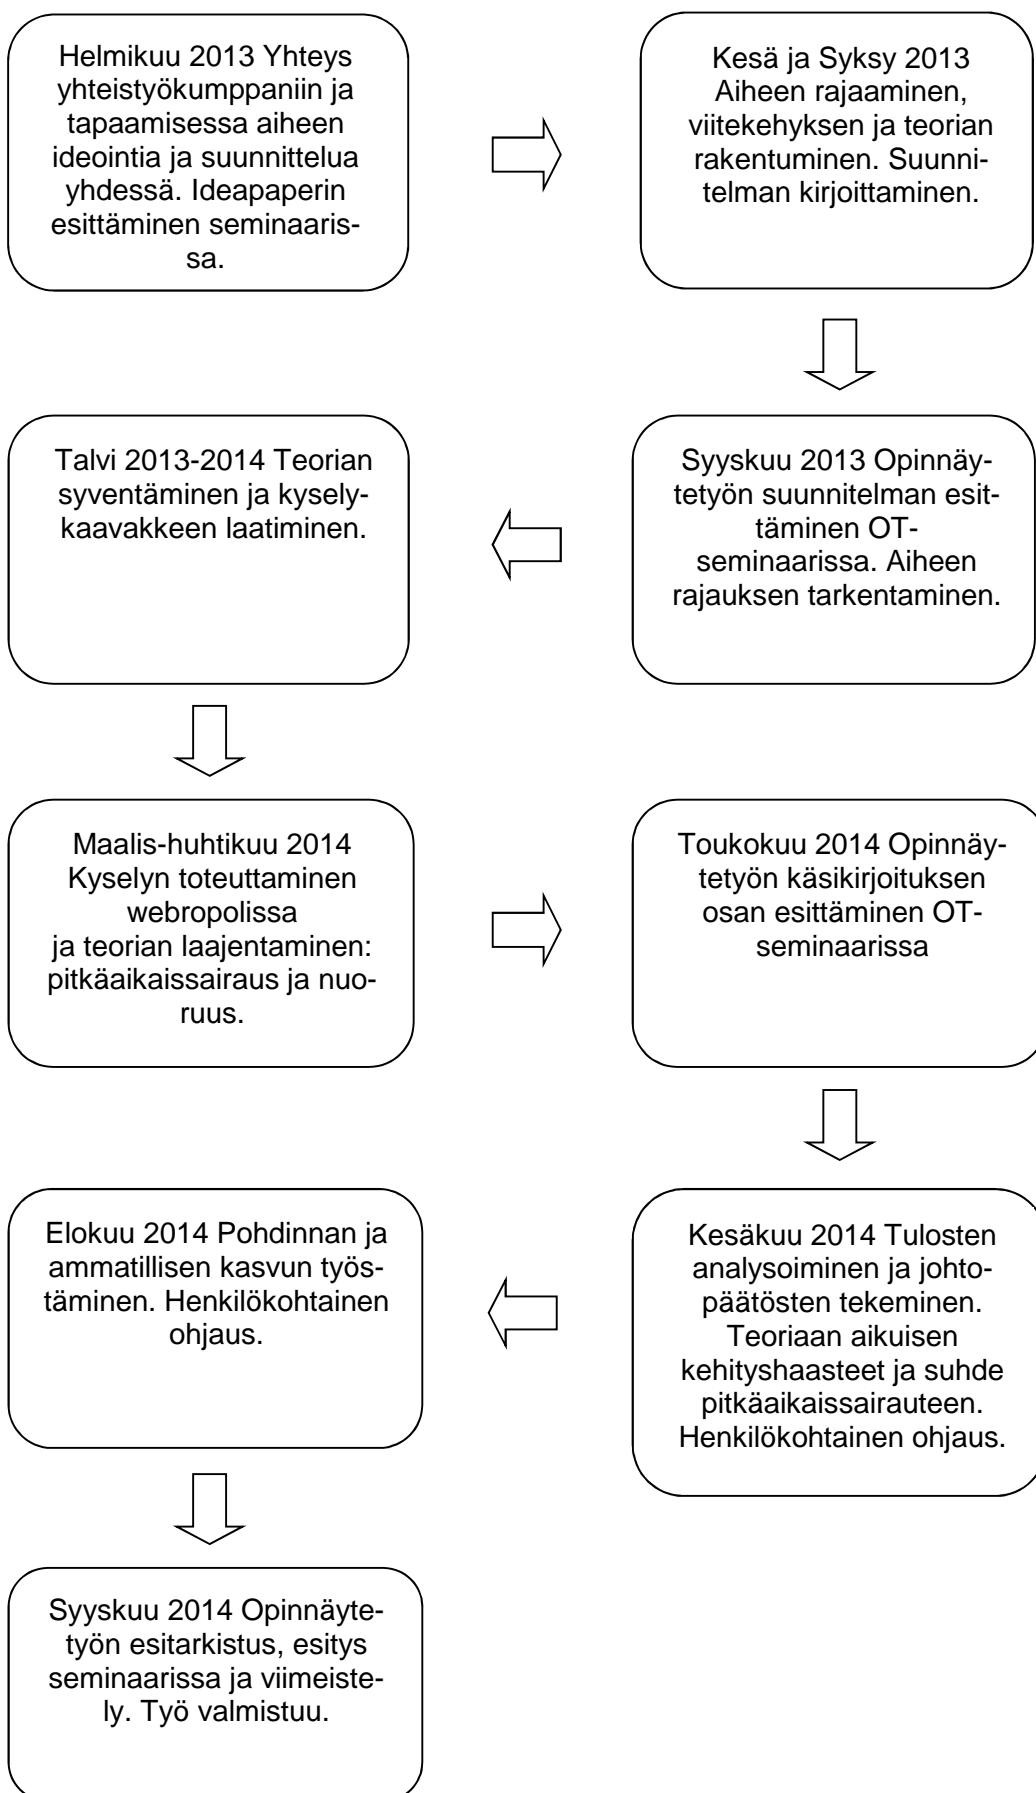 Helmikuu 2013 Yhteys
yhteistyökumppaniin ja
tapaamisessa aiheen
ideointia ja suunnittelua
yhdessä. Ideapaperin
esittäminen seminaaris-
sa.
Kesä ja Syksy 2013
Aiheen rajaaminen,
viitekehyksen ja teorian
rakentuminen. Suunni-
telman kirjoittaminen.
Syyskuu 2013 Opinnäy-
tetyön suunnitelman esit-
täminen OT-
seminaarissa. Aiheen
rajauksen tarkentaminen.
Talvi 2013-2014 Teorian
syventäminen ja kysely-
kaavakkeen laatiminen.
Maalis-huhtikuu 2014
Kyselyn toteuttaminen
webropolissa
ja teorian laajentaminen:
pitkäaikaissairaus ja nuo-
ruus.
Toukokuu 2014 Opinnäy-
tetyön käsikirjoituksen
osan esittäminen OT-
seminaarissa
Kesäkuu 2014 Tulosten
analysoiminen ja johto-
päätösten tekeminen.
Teoriaan aikuisen
kehityshaasteet ja suhde
pitkäaikaissairauteen.
Henkilökohtainen ohjaus.
Elokuu 2014 Pohdinnan ja
ammatillisen kasvun työs-
täminen. Henkilökohtainen
ohjaus.
Syyskuu 2014 Opinnäyte-
työn esitarkistus, esitys
seminaarissa ja viimeiste-
ly. Työ valmistuu.